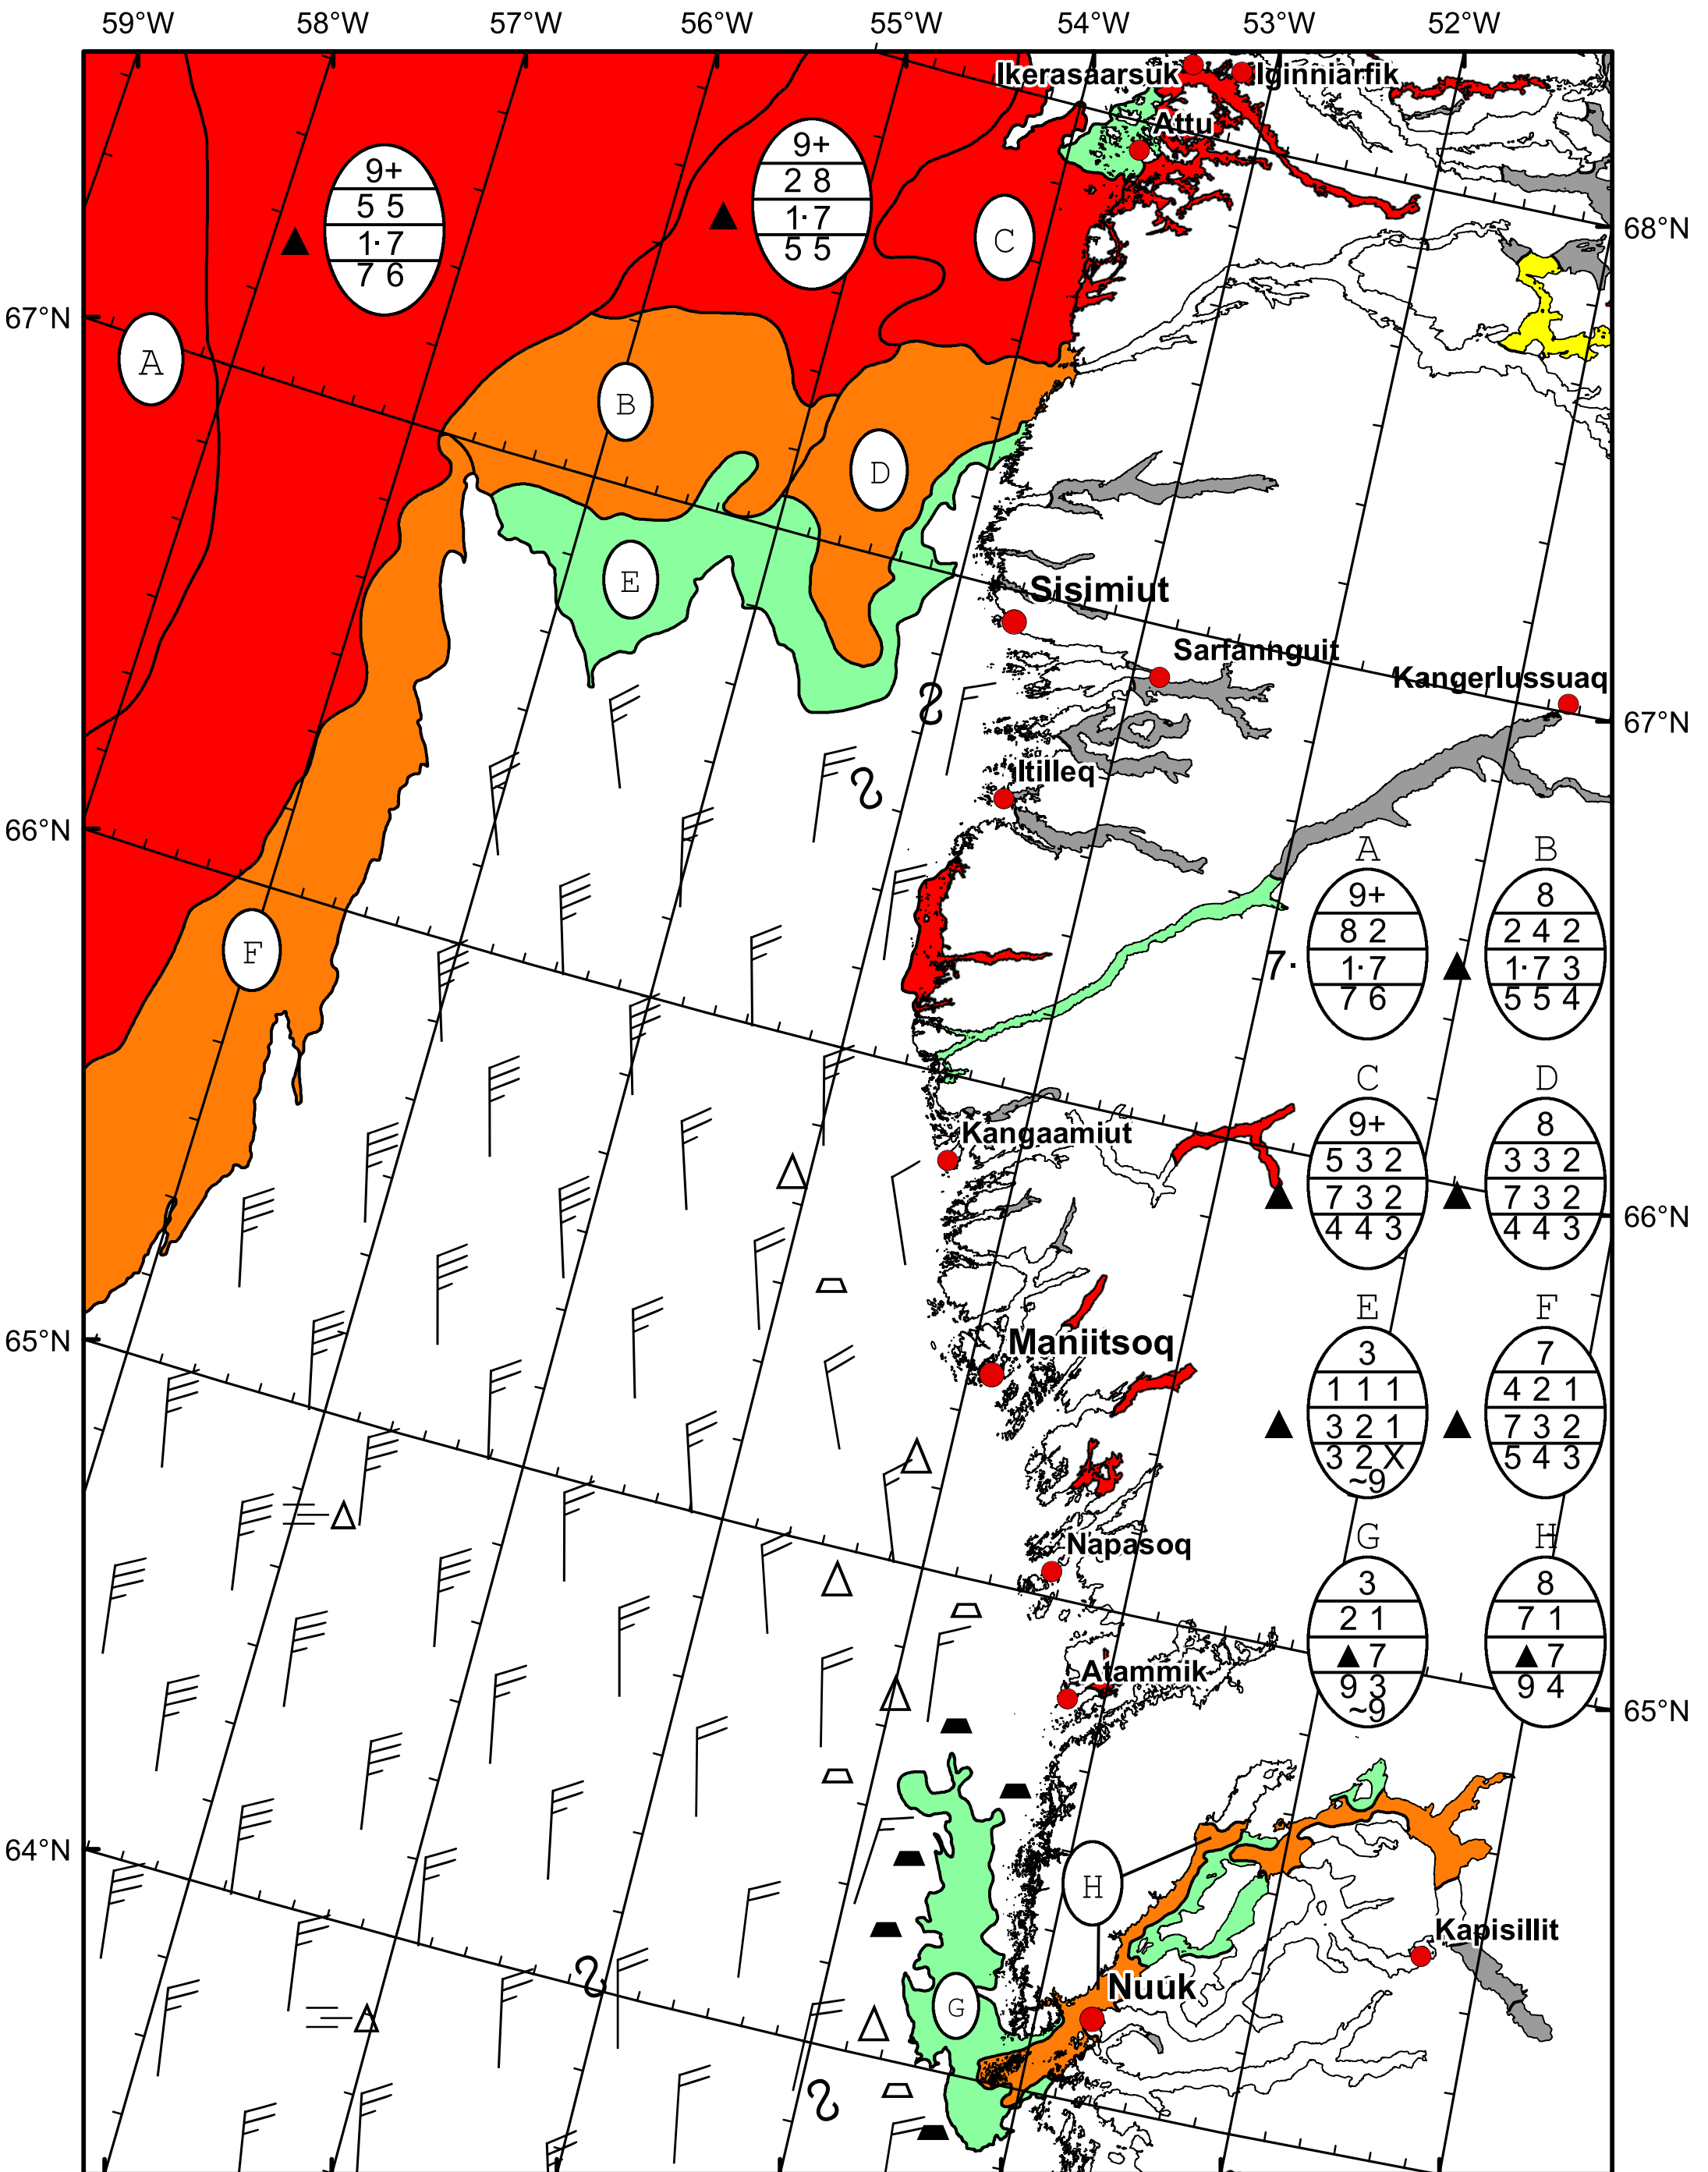 59°W 58°W 57°W 56°W 55°W 54°W 53°W 52°W
Ikerasaarsuk
Iginniarfik
Attu
9+
5 5
1· 7
7 6
9+
2 8
1· 7
5 5
C
68°N
67°N
A
B
D
E
Sisimiut
Sarfannguit
Kangerlussuaq
67°N
Itilleq
66°N
F
A
9+
8 2
7·
1·7
7 6
B
8
2 4 2
1·7 3
5 5 4
C
9+
5 3 2
7 3 2
4 4 3
D
8
3 3 2
7 3 2
4 4 3
Kangaamiut
66°N
65°N
Maniitsoq
E
3
1 1 1
3 2 1
3 2 X
~9
F
7
4 2 1
7 3 2
5 4 3
Napasoq
G
3
2 1
▲ 7
9 3
~9
H
8
7 1
▲ 7
9 4
Atammik
65°N
64°N
H
Kapisillit
Nuuk
G